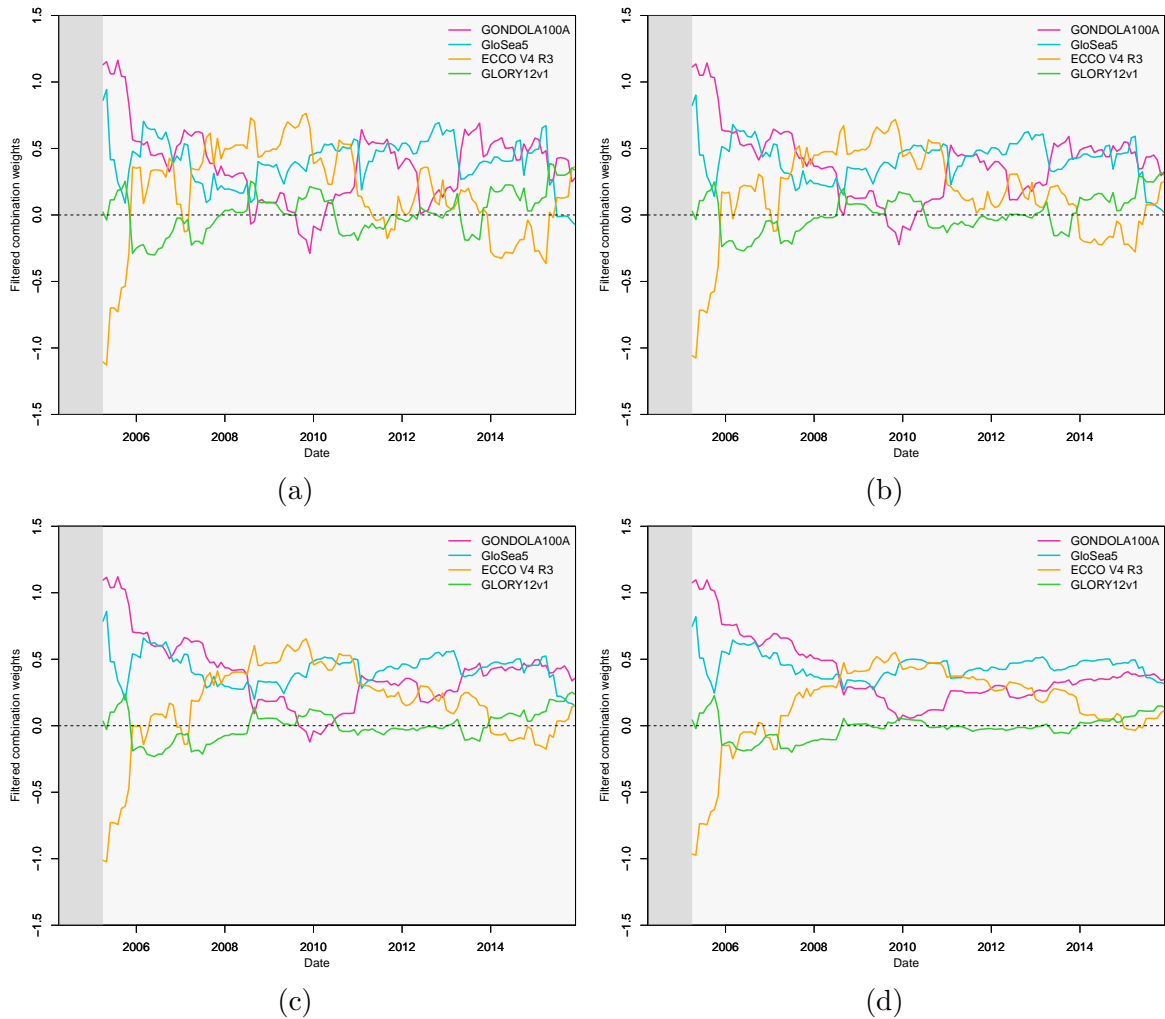 1.5
1.0
0.5
0.0
−0.5
−1.0
−1.5
Filtered combination weights
GONDOLA100A
GloSea5
ECCO V4 R3
GLORY12v1
2006 2008 2010 2012 2014
Date
(a)
1.5
1.0
0.5
0.0
−0.5
−1.0
−1.5
Filtered combination weights
GONDOLA100A
GloSea5
ECCO V4 R3
GLORY12v1
2006 2008 2010 2012 2014
Date
(b)
1.5
1.0
0.5
0.0
−0.5
−1.0
−1.5
Filtered combination weights
GONDOLA100A
GloSea5
ECCO V4 R3
GLORY12v1
2006 2008 2010 2012 2014
Date
(c)
1.5
1.0
0.5
0.0
−0.5
−1.0
−1.5
Filtered combination weights
GONDOLA100A
GloSea5
ECCO V4 R3
GLORY12v1
2006 2008 2010 2012 2014
Date
(d)